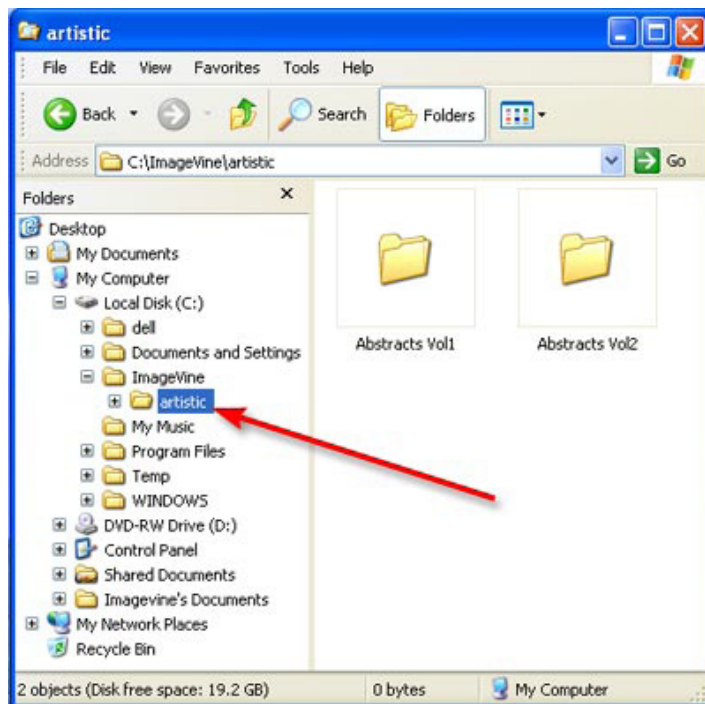 artistic
File Edit View Favorites Tools Help
Back Search Folders
Address C:\ImageVine\artistic Go
Folders
Desktop
My Documents
My Computer
Local Disk (C:)
dell
Documents and Settings
ImageVine
artistic
My Music
Program Files
Temp
WINDOWS
DVD-RW Drive (D:)
Control Panel
Shared Documents
Imagevine's Documents
My Network Places
Recycle Bin
Abstracts Vol1 Abstracts Vol2
2 objects (Disk free space: 19.2 GB) 0 bytes My Computer